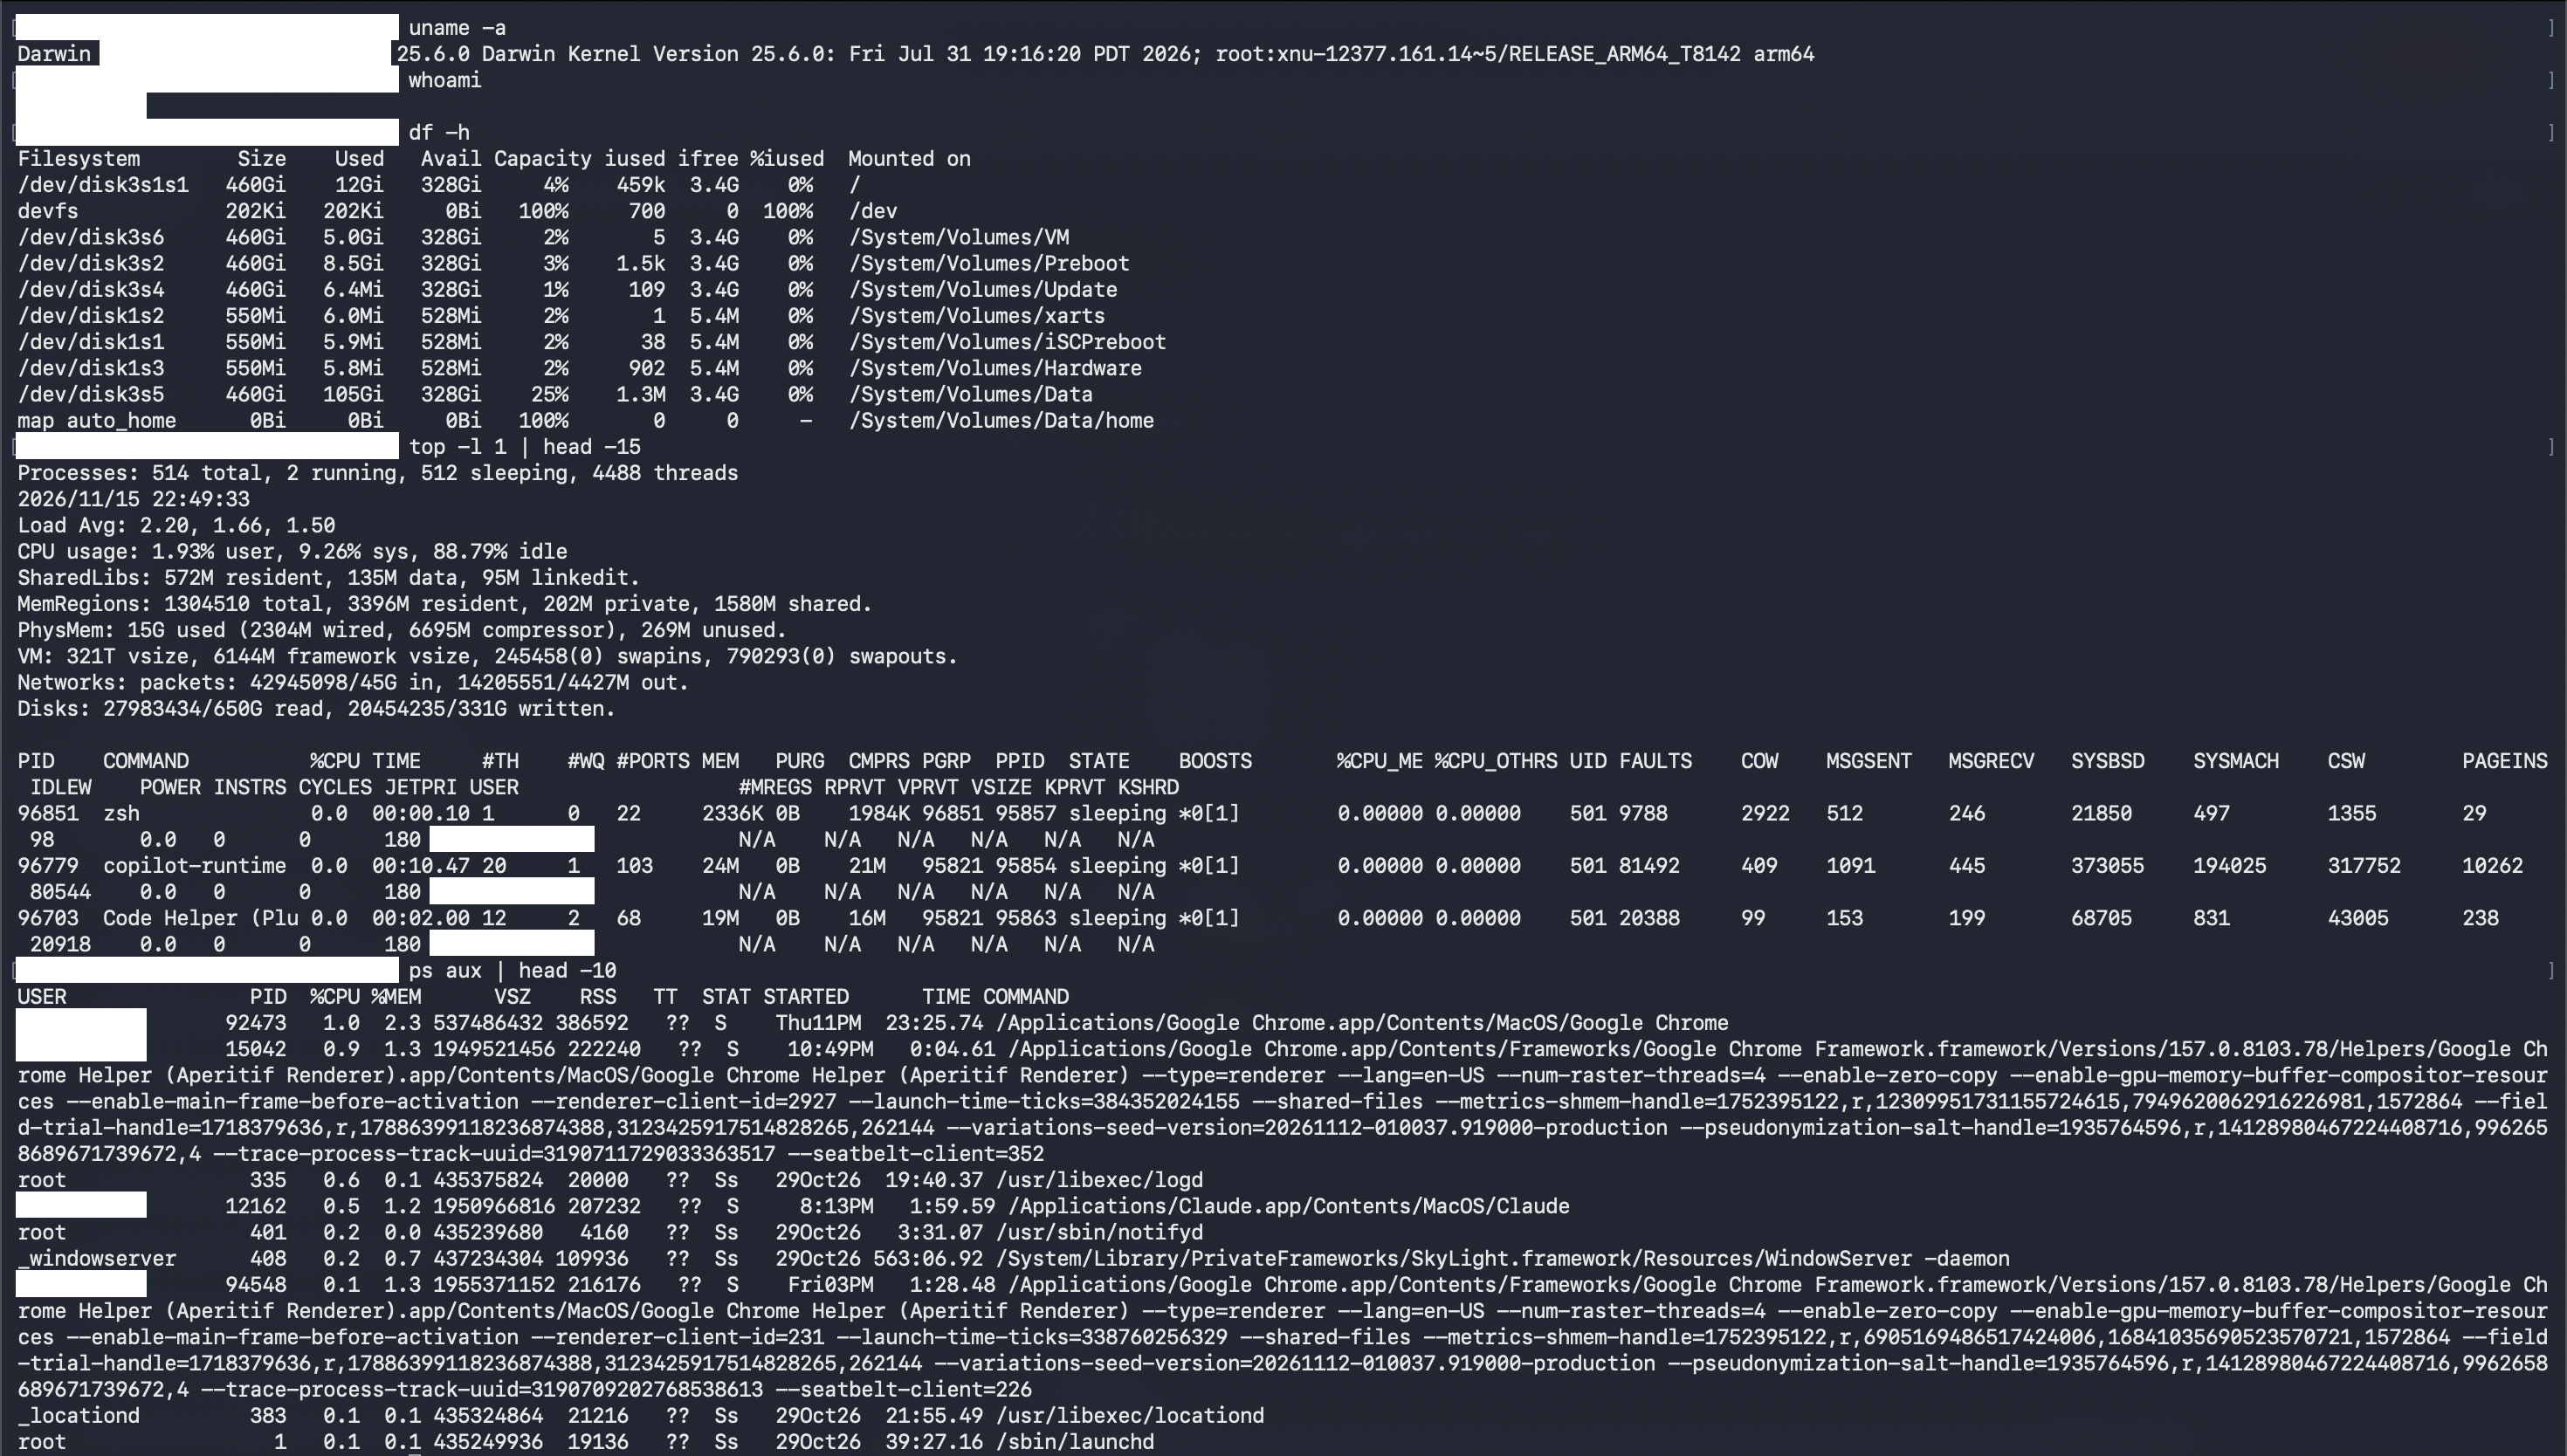 uname -a
Darwin 25.6.0 Darwin Kernel Version 25.6.0: Fri Jul 31 19:16:20 PDT 2026; root:xnu-12377.161.14~5/RELEASE_ARM64_T8142 arm64
whoami
df -h
Filesystem Size Used Avail Capacity iused ifree %iused Mounted on
/dev/disk3s1s1 460Gi 12Gi 328Gi 4% 459k 3.4G 0% /
devfs 202Ki 202Ki 0Bi 100% 700 0 100% /dev
/dev/disk3s6 460Gi 5.0Gi 328Gi 2% 5 3.4G 0% /System/Volumes/VM
/dev/disk3s2 460Gi 8.5Gi 328Gi 3% 1.5k 3.4G 0% /System/Volumes/Preboot
/dev/disk3s4 460Gi 6.4Mi 328Gi 1% 109 3.4G 0% /System/Volumes/Update
/dev/disk1s2 550Mi 6.0Mi 528Mi 2% 1 5.4M 0% /System/Volumes/xarts
/dev/disk1s1 550Mi 5.9Mi 528Mi 2% 38 5.4M 0% /System/Volumes/iSCPreboot
/dev/disk1s3 550Mi 5.8Mi 528Mi 2% 902 5.4M 0% /System/Volumes/Hardware
/dev/disk3s5 460Gi 105Gi 328Gi 25% 1.3M 3.4G 0% /System/Volumes/Data
map auto_home 0Bi 0Bi 0Bi 100% 0 0 - /System/Volumes/Data/home
top -l 1 | head -15
Processes: 514 total, 2 running, 512 sleeping, 4488 threads
2026/11/15 22:49:33
Load Avg: 2.20, 1.66, 1.50
CPU usage: 1.93% user, 9.26% sys, 88.79% idle
SharedLibs: 572M resident, 135M data, 95M linkedit.
MemRegions: 1304510 total, 3396M resident, 202M private, 1580M shared.
PhysMem: 15G used (2304M wired, 6695M compressor), 269M unused.
VM: 321T vsize, 6144M framework vsize, 245458(0) swapins, 790293(0) swapouts.
Networks: packets: 42945098/45G in, 14205551/4427M out.
Disks: 27983434/650G read, 20454235/331G written.
PID COMMAND %CPU TIME #TH #WQ #PORTS MEM PURG CMPRS PGRP PPID STATE BOOSTS %CPU_ME %CPU_OTHRS UID FAULTS COW MSGSENT MSGRECV SYSBSD SYSMACH CSW PAGEINS
IDLEW POWER INSTRS CYCLES JETPRI USER #MREGS RPRVT VPRVT VSIZE KPRVT KSHRD
96851 zsh 0.0 00:00.10 1 0 22 2336K 0B 1984K 96851 95857 sleeping *0[1] 0.00000 0.00000 501 9788 2922 512 246 21850 497 1355 29
98 0.0 0 0 180 N/A N/A N/A N/A N/A N/A
96779 copilot-runtime 0.0 00:10.47 20 1 103 24M 0B 21M 95821 95854 sleeping *0[1] 0.00000 0.00000 501 81492 409 1091 445 373055 194025 317752 10262
80544 0.0 0 0 180 N/A N/A N/A N/A N/A N/A
96703 Code Helper (Plu 0.0 00:02.00 12 2 68 19M 0B 16M 95821 95863 sleeping *0[1] 0.00000 0.00000 501 20388 99 153 199 68705 831 43005 238
20918 0.0 0 0 180 N/A N/A N/A N/A N/A N/A
ps aux | head -10
USER PID %CPU %MEM VSZ RSS TT STAT STARTED TIME COMMAND
92473 1.0 2.3 537486432 386592 ?? S Thu11PM 23:25.74 /Applications/Google Chrome.app/Contents/MacOS/Google Chrome
15042 0.9 1.3 1949521456 222240 ?? S 10:49PM 0:04.61 /Applications/Google Chrome.app/Contents/Frameworks/Google Chrome Framework.framework/Versions/157.0.8103.78/Helpers/Google Ch
rome Helper (Aperitif Renderer).app/Contents/MacOS/Google Chrome Helper (Aperitif Renderer) --type=renderer --lang=en-US --num-raster-threads=4 --enable-zero-copy --enable-gpu-memory-buffer-compositor-resour
ces --enable-main-frame-before-activation --renderer-client-id=2927 --launch-time-ticks=384352024155 --shared-files --metrics-shmem-handle=1752395122,r,12309951731155724615,7949620062916226981,1572864 --fiel
d-trial-handle=1718379636,r,17886399118236874388,3123425917514828265,262144 --variations-seed-version=20261112-010037.919000-production --pseudonymization-salt-handle=1935764596,r,14128980467224408716,996265
8689671739672,4 --trace-process-track-uuid=3190711729033363517 --seatbelt-client=352
root 335 0.6 0.1 435375824 20000 ?? Ss 29Oct26 19:40.37 /usr/libexec/logd
12162 0.5 1.2 1950966816 207232 ?? S 8:13PM 1:59.59 /Applications/Claude.app/Contents/MacOS/Claude
root 401 0.2 0.0 435239680 4160 ?? Ss 29Oct26 3:31.07 /usr/sbin/notifyd
_windowserver 408 0.2 0.7 437234304 109936 ?? Ss 29Oct26 563:06.92 /System/Library/PrivateFrameworks/SkyLight.framework/Resources/WindowServer -daemon
94548 0.1 1.3 1955371152 216176 ?? S Fri03PM 1:28.48 /Applications/Google Chrome.app/Contents/Frameworks/Google Chrome Framework.framework/Versions/157.0.8103.78/Helpers/Google Ch
rome Helper (Aperitif Renderer).app/Contents/MacOS/Google Chrome Helper (Aperitif Renderer) --type=renderer --lang=en-US --num-raster-threads=4 --enable-zero-copy --enable-gpu-memory-buffer-compositor-resour
ces --enable-main-frame-before-activation --renderer-client-id=231 --launch-time-ticks=338760256329 --shared-files --metrics-shmem-handle=1752395122,r,6905169486517424006,16841035690523570721,1572864 --field
-trial-handle=1718379636,r,17886399118236874388,3123425917514828265,262144 --variations-seed-version=20261112-010037.919000-production --pseudonymization-salt-handle=1935764596,r,14128980467224408716,9962658
689671739672,4 --trace-process-track-uuid=3190709202768538613 --seatbelt-client=226
_locationd 383 0.1 0.1 435324864 21216 ?? Ss 29Oct26 21:55.49 /usr/libexec/locationd
root 1 0.1 0.1 435249936 19136 ?? Ss 29Oct26 39:27.16 /sbin/launchd